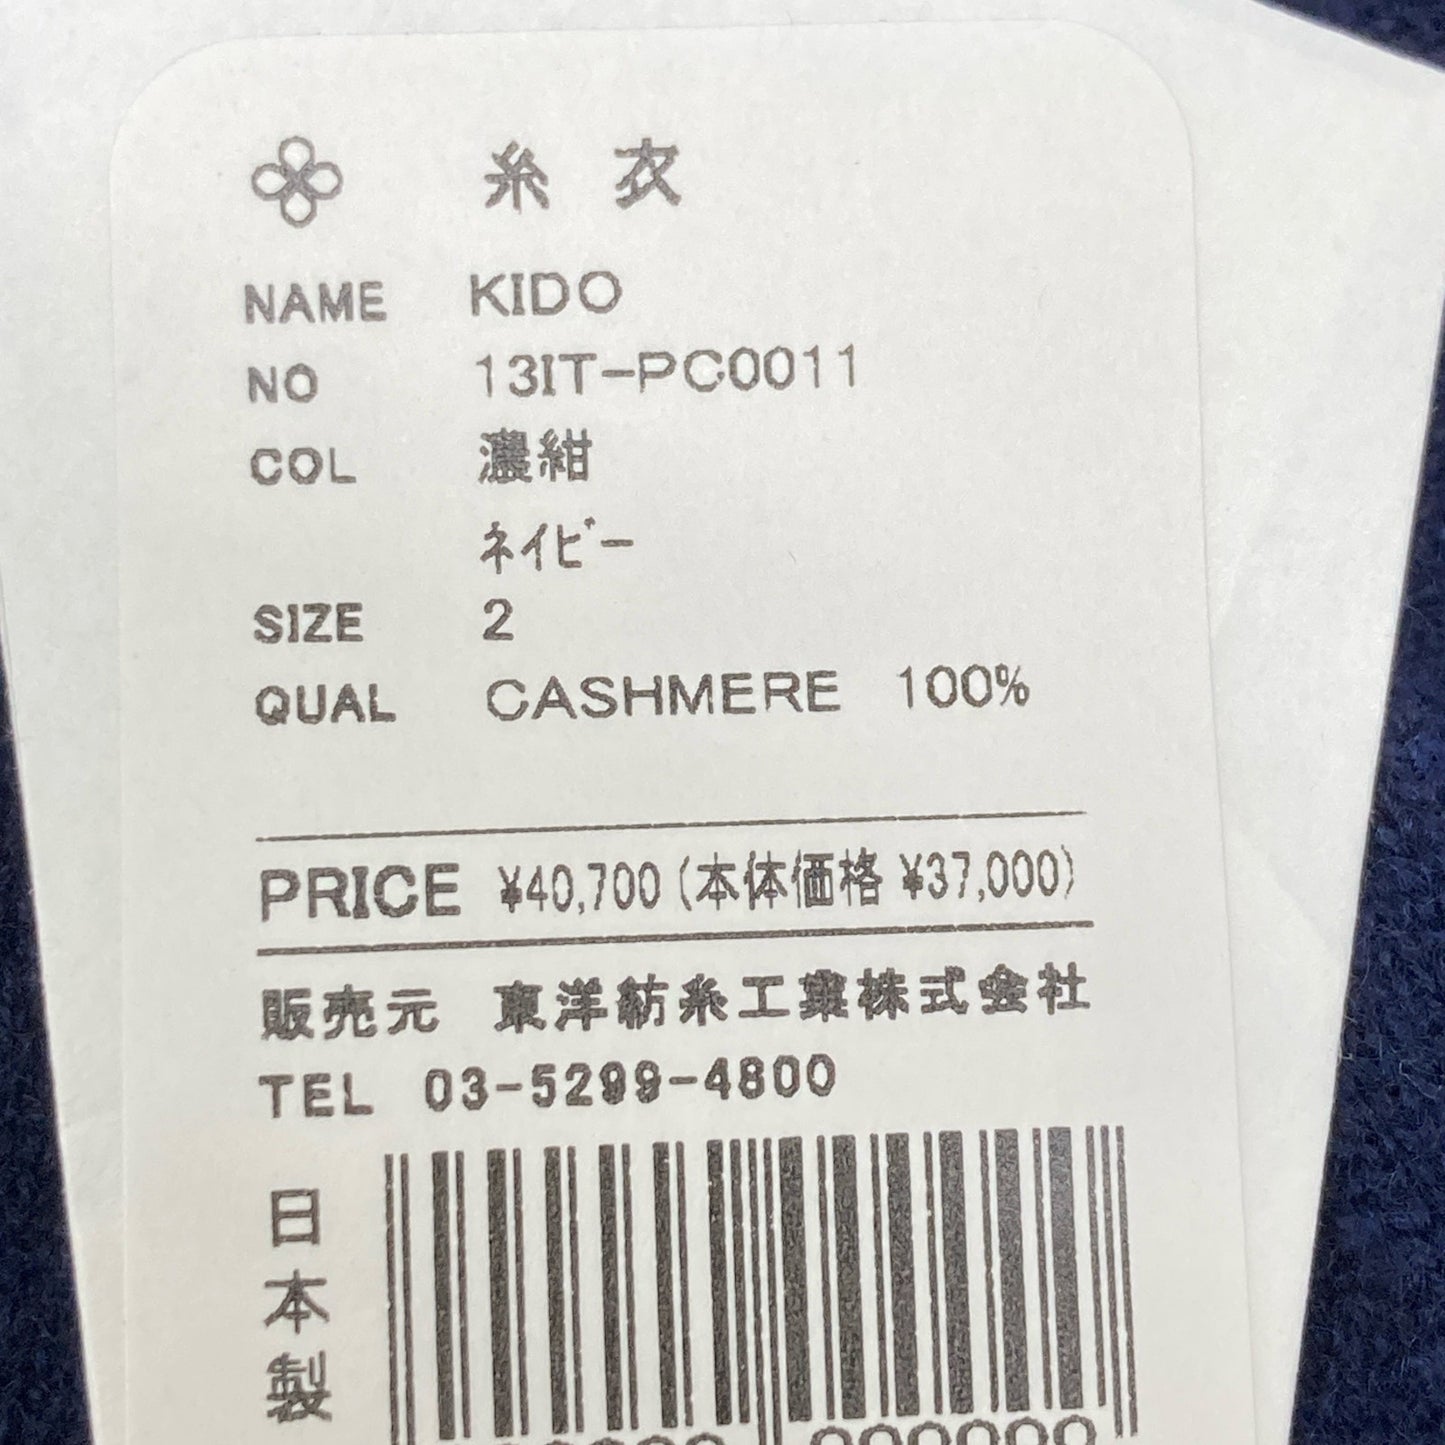 糸 衣
NAME KIDO
NO 13IT-PC0011
COL 濃紺
ネイビー
SIZE 2
QUAL CASHMERE 100%
PRICE ¥40,700(本体価格 ¥37,000)
販売元 東洋紡糸工業株式会社
TEL 03-5299-4800
日本製